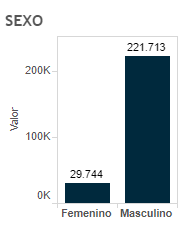 SEXO
221.713
200K
Valor
100K
29.744
0K
Femenino Masculino